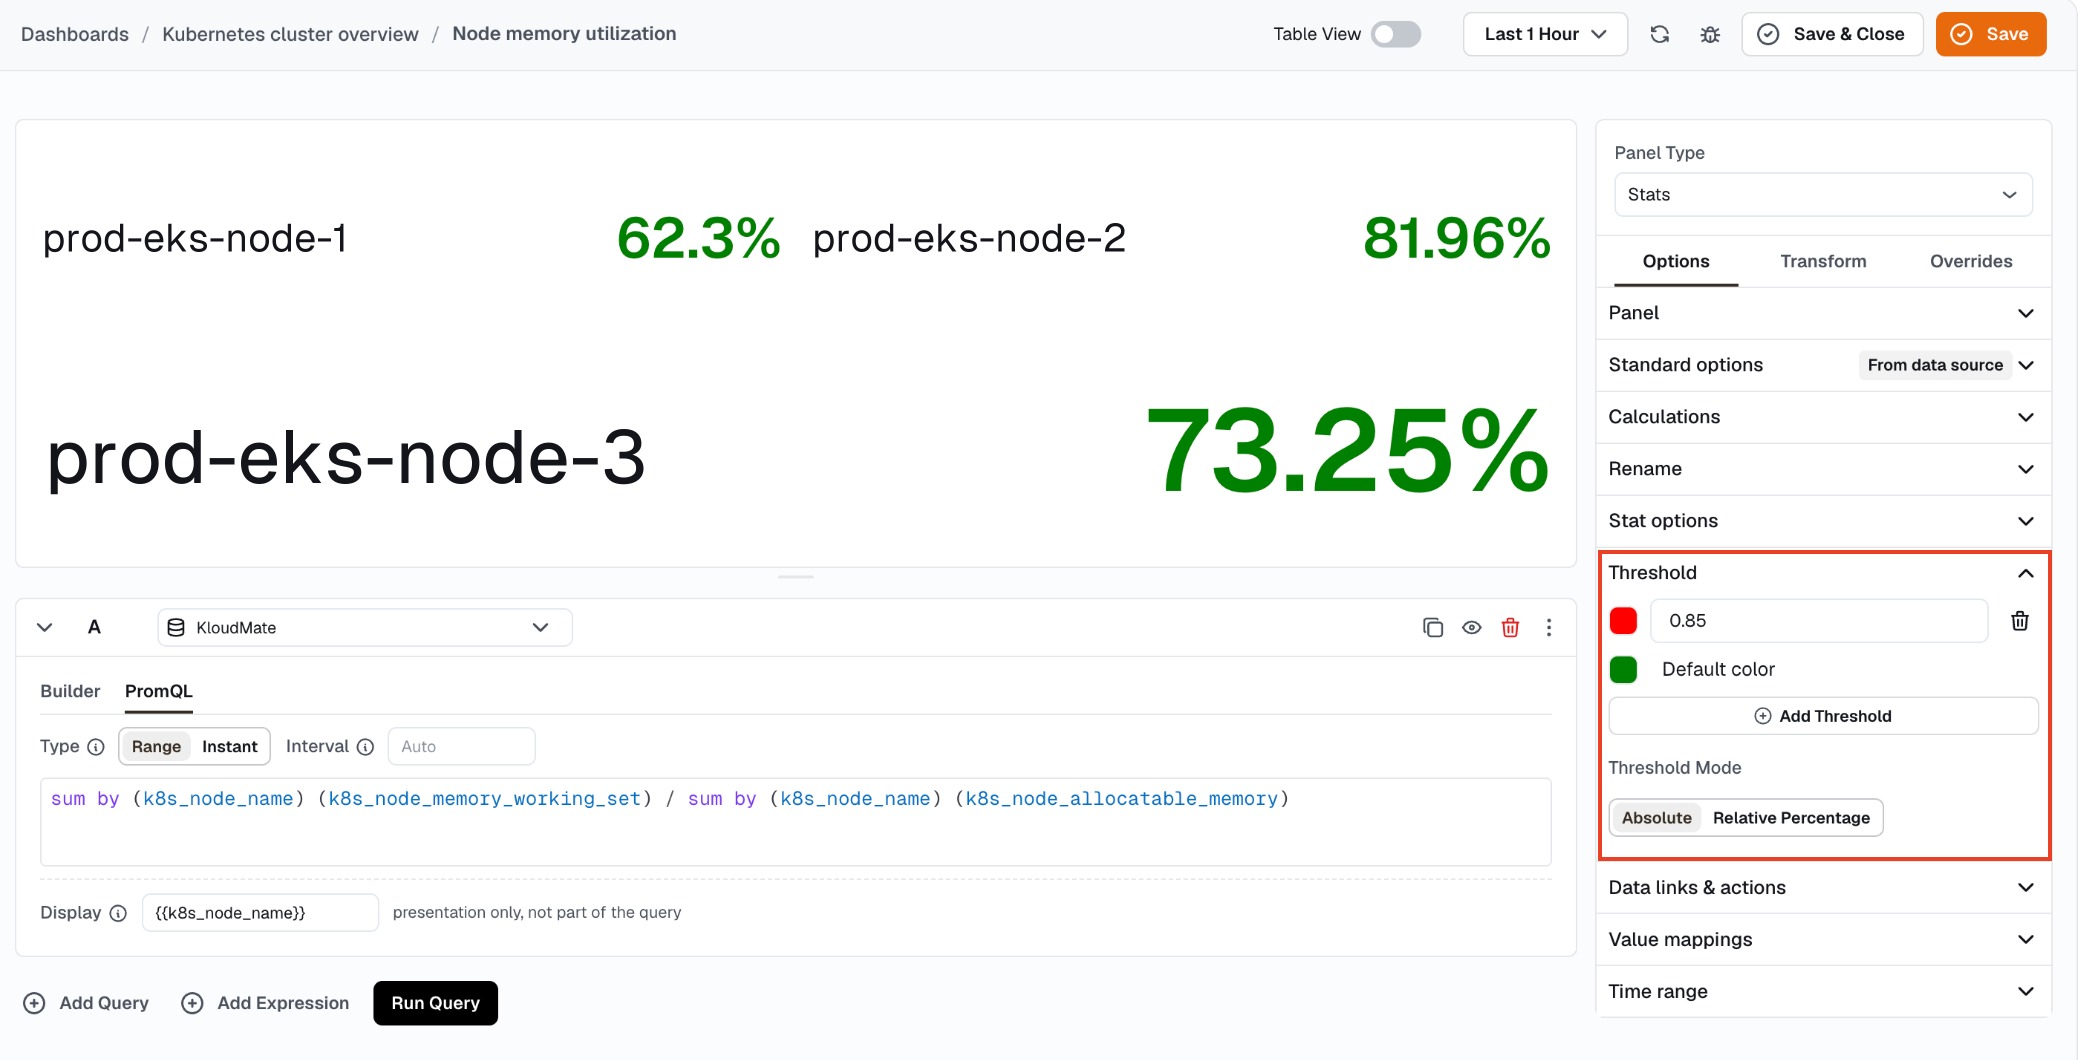 Dashboards / Kubernetes cluster overview / Node memory utilization
Table View
Last 1 Hour
Save & Close
Save
prod-eks-node-1 62.3% prod-eks-node-2 81.96%
prod-eks-node-3 73.25%
A KloudMate
Builder PromQL
Type Range Instant Interval Auto
sum by (k8s_node_name) (k8s_node_memory_working_set) / sum by (k8s_node_name) (k8s_node_allocatable_memory)
Display {{k8s_node_name}} presentation only, not part of the query
Add Query Add Expression Run Query
Panel Type
Stats
Options Transform Overrides
Panel
Standard options From data source
Calculations
Rename
Stat options
Threshold
0.85
Default color
Add Threshold
Threshold Mode
Absolute Relative Percentage
Data links & actions
Value mappings
Time range